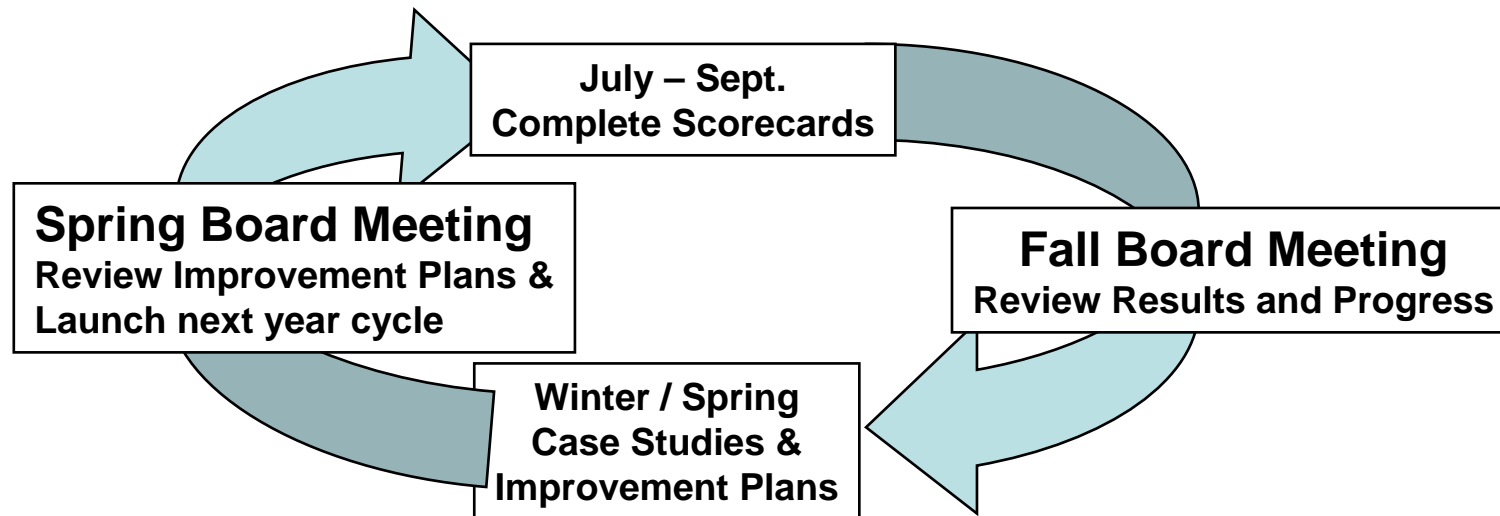 July – Sept.
Complete Scorecards
Spring Board Meeting
Review Improvement Plans &
Launch next year cycle
Fall Board Meeting
Review Results and Progress
Winter / Spring
Case Studies &
Improvement Plans